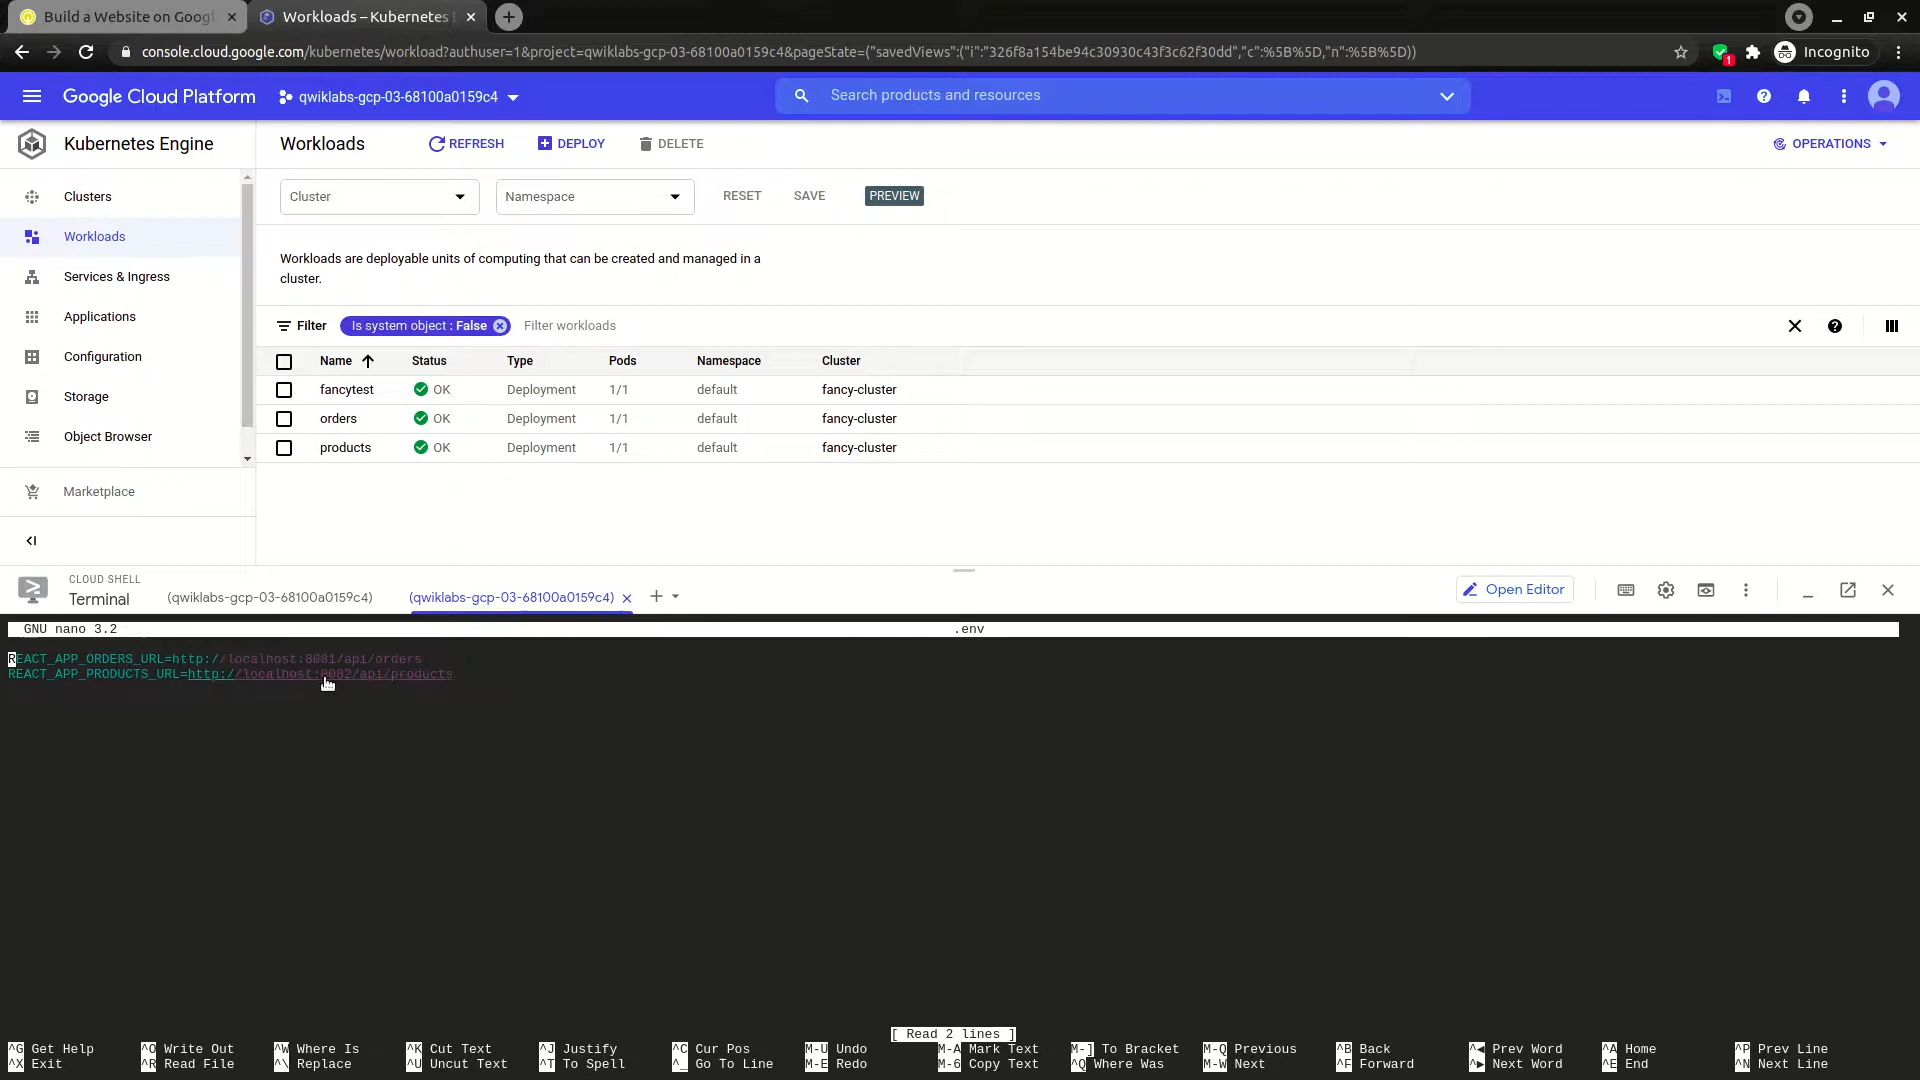 Build a Website on Goog
Workloads – Kubernetes
console.cloud.google.com/kubernetes/workload?authuser=1&project=qwiklabs-gcp-03-68100a0159c4&pageState=("savedViews":("i":"326f8a154be94c30930c43f3c62f30dd","c":%5B%5D,"n":%5B%5D))
1
Incognito
Google Cloud Platform
qwiklabs-gcp-03-68100a0159c4
Search products and resources
Kubernetes Engine
Workloads
REFRESH
DEPLOY
DELETE
OPERATIONS
Clusters
Workloads
Services & Ingress
Applications
Configuration
Storage
Object Browser
Marketplace
Cluster
Namespace
RESET
SAVE
PREVIEW
Workloads are deployable units of computing that can be created and managed in a
cluster.
Filter
Is system object : False
Filter workloads
Name Status Type Pods Namespace Cluster
fancytest OK Deployment 1/1 default fancy-cluster
orders OK Deployment 1/1 default fancy-cluster
products OK Deployment 1/1 default fancy-cluster
CLOUD SHELL
Terminal
(qwiklabs-gcp-03-68100a0159c4)
(qwiklabs-gcp-03-68100a0159c4)
Open Editor
GNU nano 3.2 .env
REACT_APP_ORDERS_URL=http://localhost:8081/api/orders
REACT_APP_PRODUCTS_URL=http://localhost:8082/api/products
[ Read 2 lines ]
^G Get Help ^O Write Out ^W Where Is ^K Cut Text ^J Justify ^C Cur Pos M-U Undo M-A Mark Text M-] To Bracket M-Q Previous ^B Back ^◀ Prev Word ^A Home ^P Prev Line
^X Exit ^R Read File ^\ Replace ^U Uncut Text ^T To Spell ^_ Go To Line M-E Redo M-6 Copy Text ^Q Where Was M-W Next ^F Forward ^▶ Next Word ^E End ^N Next Line